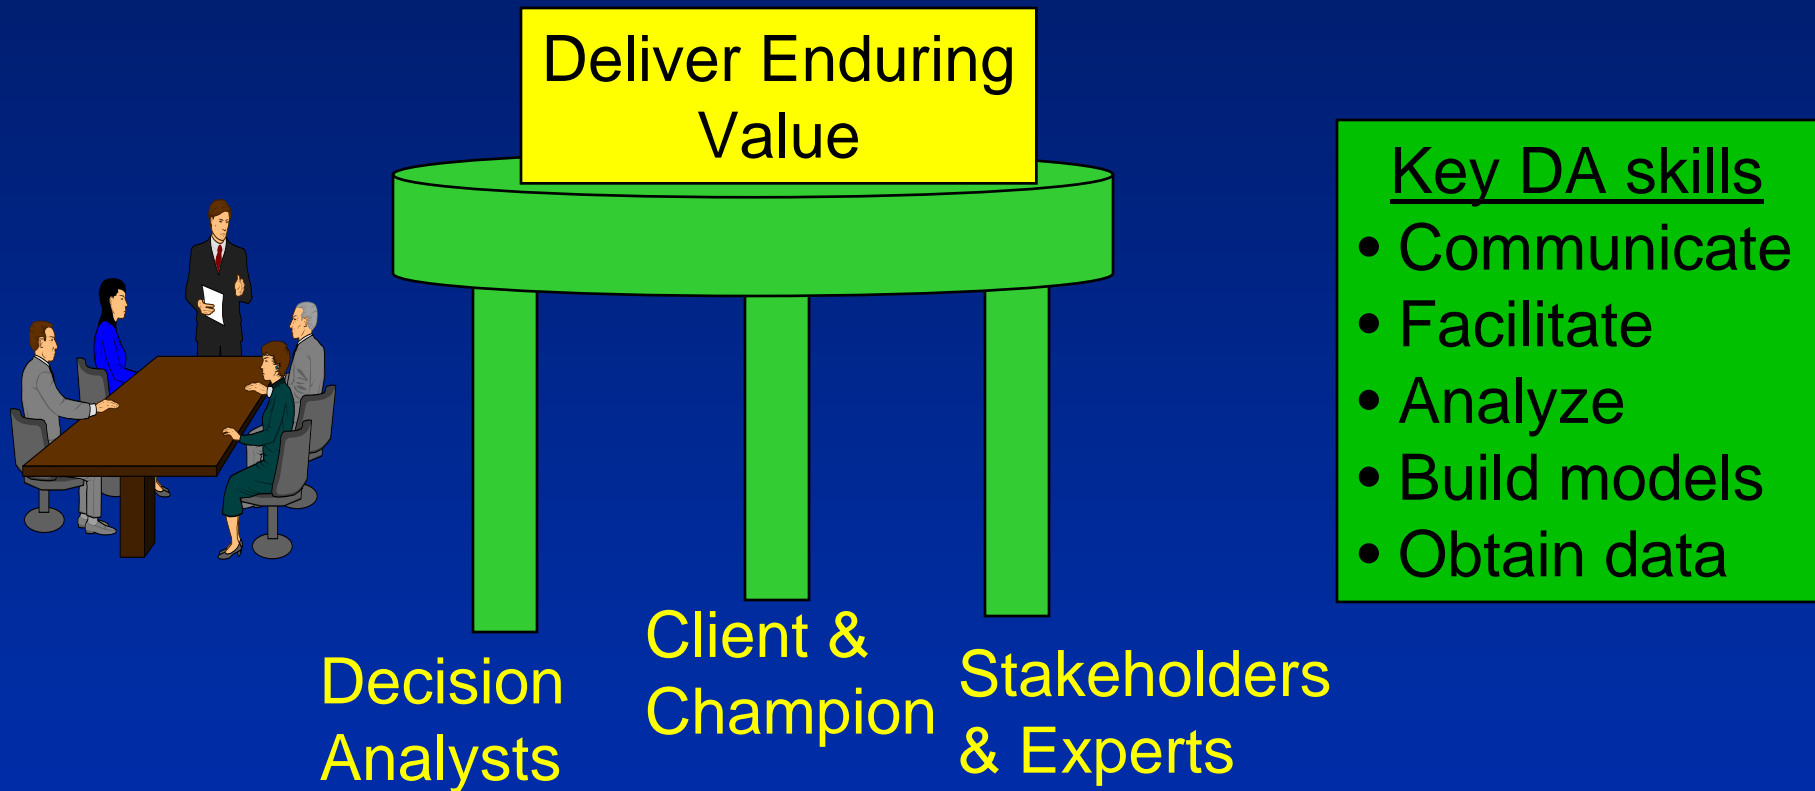 Deliver Enduring
Value
Decision
Analysts
Client &
Champion
Stakeholders
& Experts
Key DA skills
• Communicate
• Facilitate
• Analyze
• Build models
• Obtain data